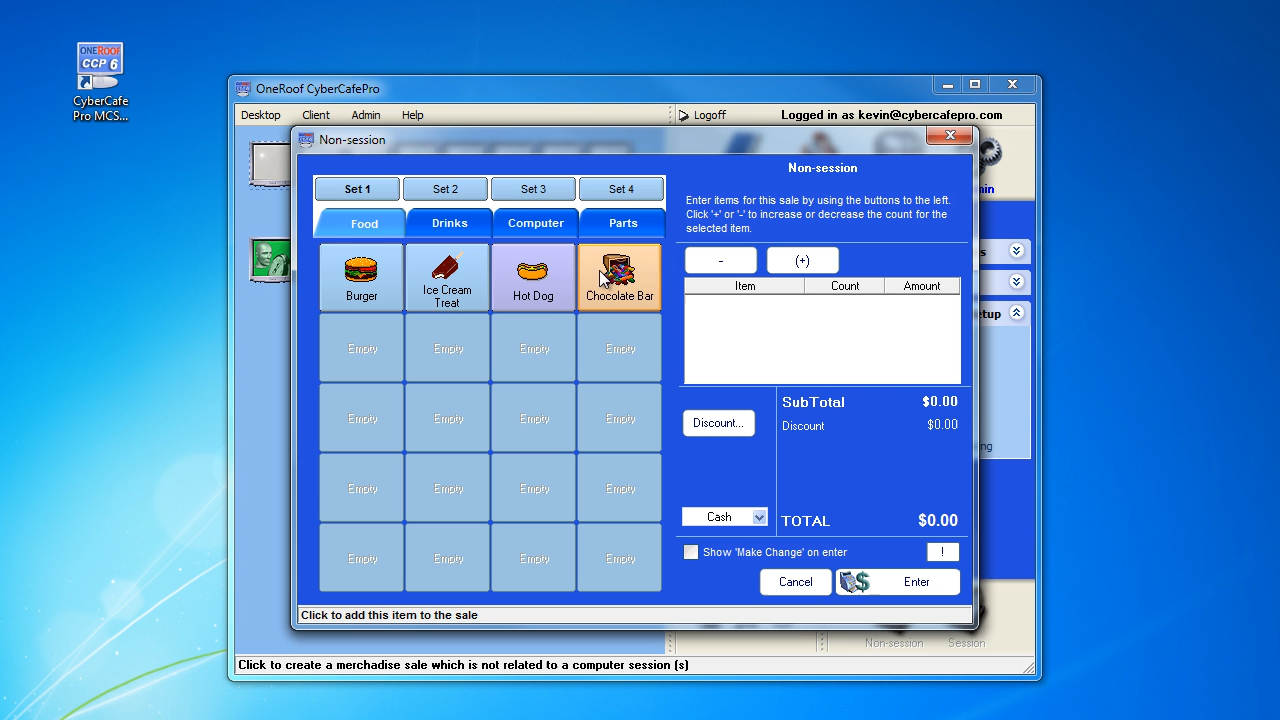 ONEROOF
CCP 6
CyberCafe
Pro MCS...
OneRoof CyberCafePro
Desktop Client Admin Help Logoff Logged in as kevin@cybercafepro.com
Non-session
Non-session
Set 1 Set 2 Set 3 Set 4
Food Drinks Computer Parts
Enter items for this sale by using the buttons to the left.
Click '+' or '-' to increase or decrease the count for the
selected item.
- (+)
Item Count Amount
Burger
Ice Cream
Treat
Hot Dog
Chocolate Bar
Empty Empty Empty Empty
Empty Empty Empty Empty
Empty Empty Empty Empty
Empty Empty Empty Empty
Discount...
SubTotal $0.00
Discount $0.00
Cash
TOTAL $0.00
Show 'Make Change' on enter !
Cancel Enter
Click to add this item to the sale
Non-session Session
Click to create a merchadise sale which is not related to a computer session (s)